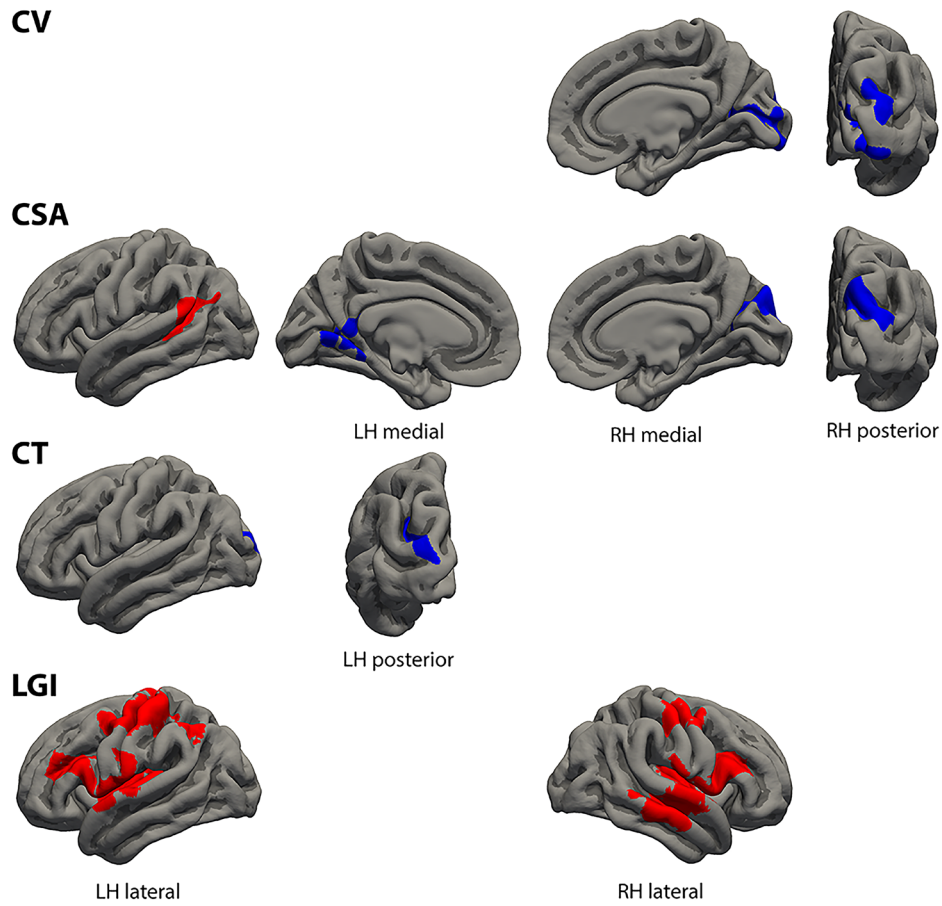 CV
CSA
LH medial
RH medial
RH posterior
CT
LH posterior
LGI
LH lateral
RH lateral